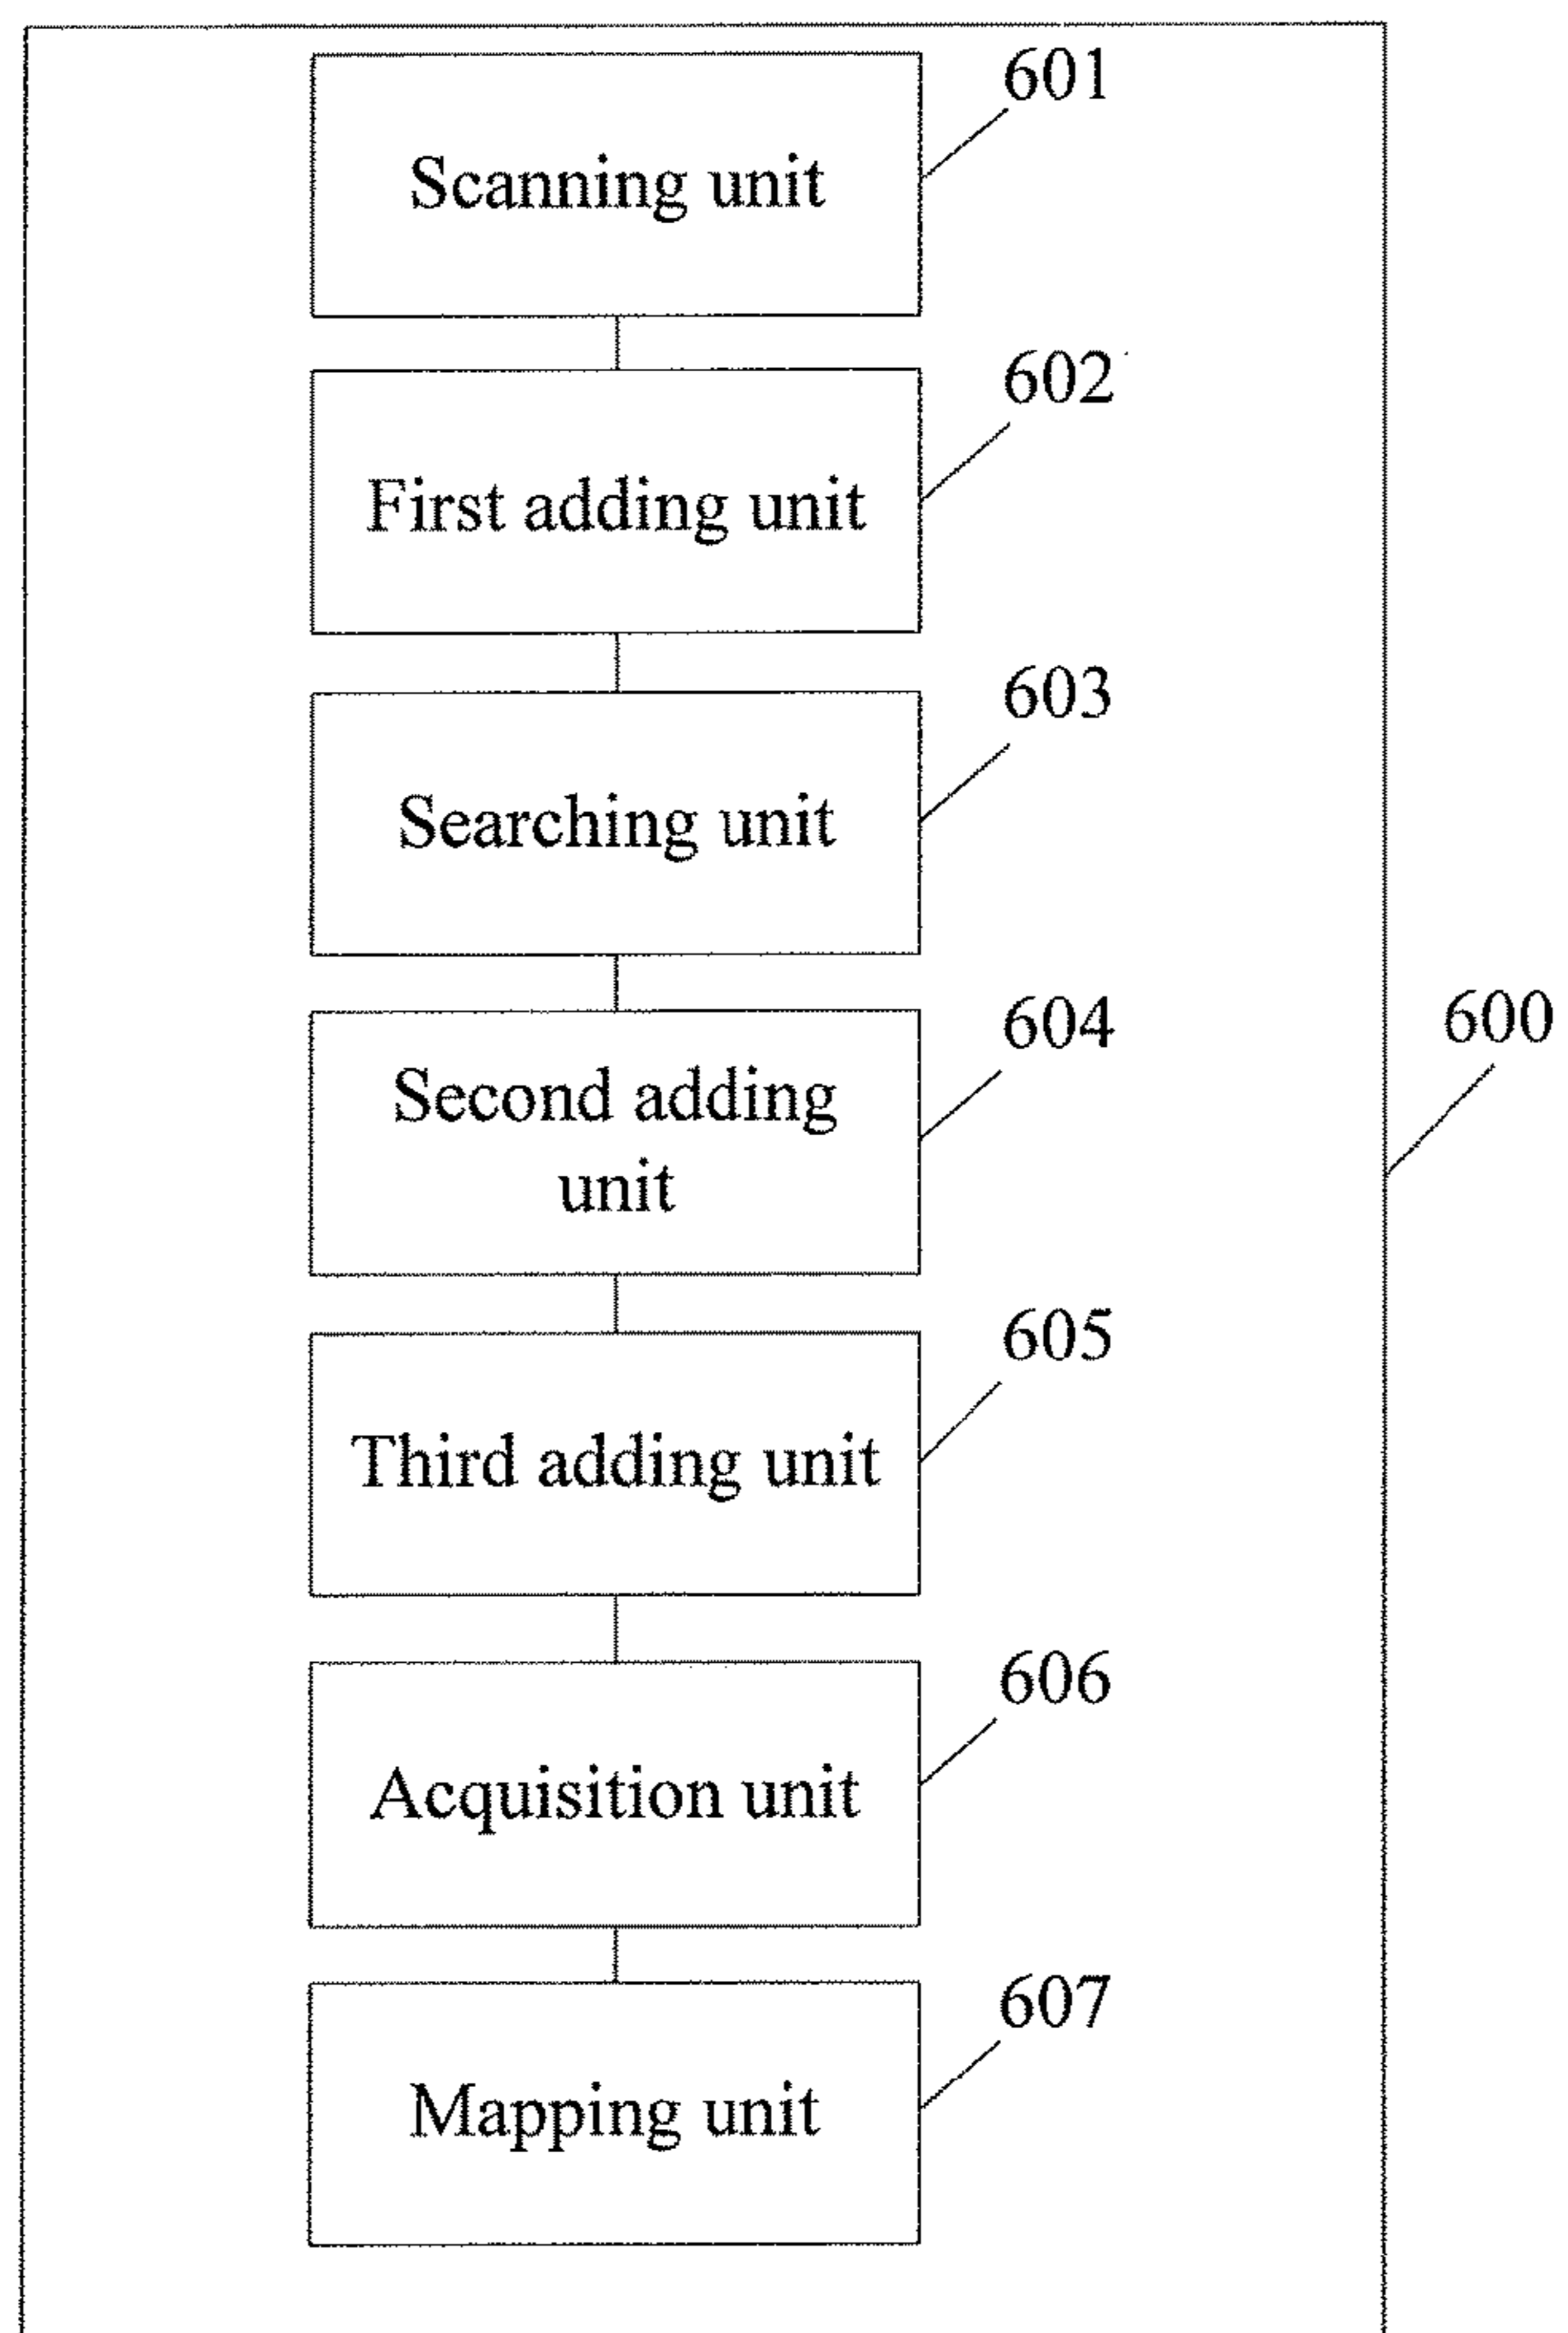 601
Scanning unit
602
First adding unit
603
Searching unit
604
600
Second adding
unit
605
Third adding unit
606
Acquisition unit
607
Mapping unit